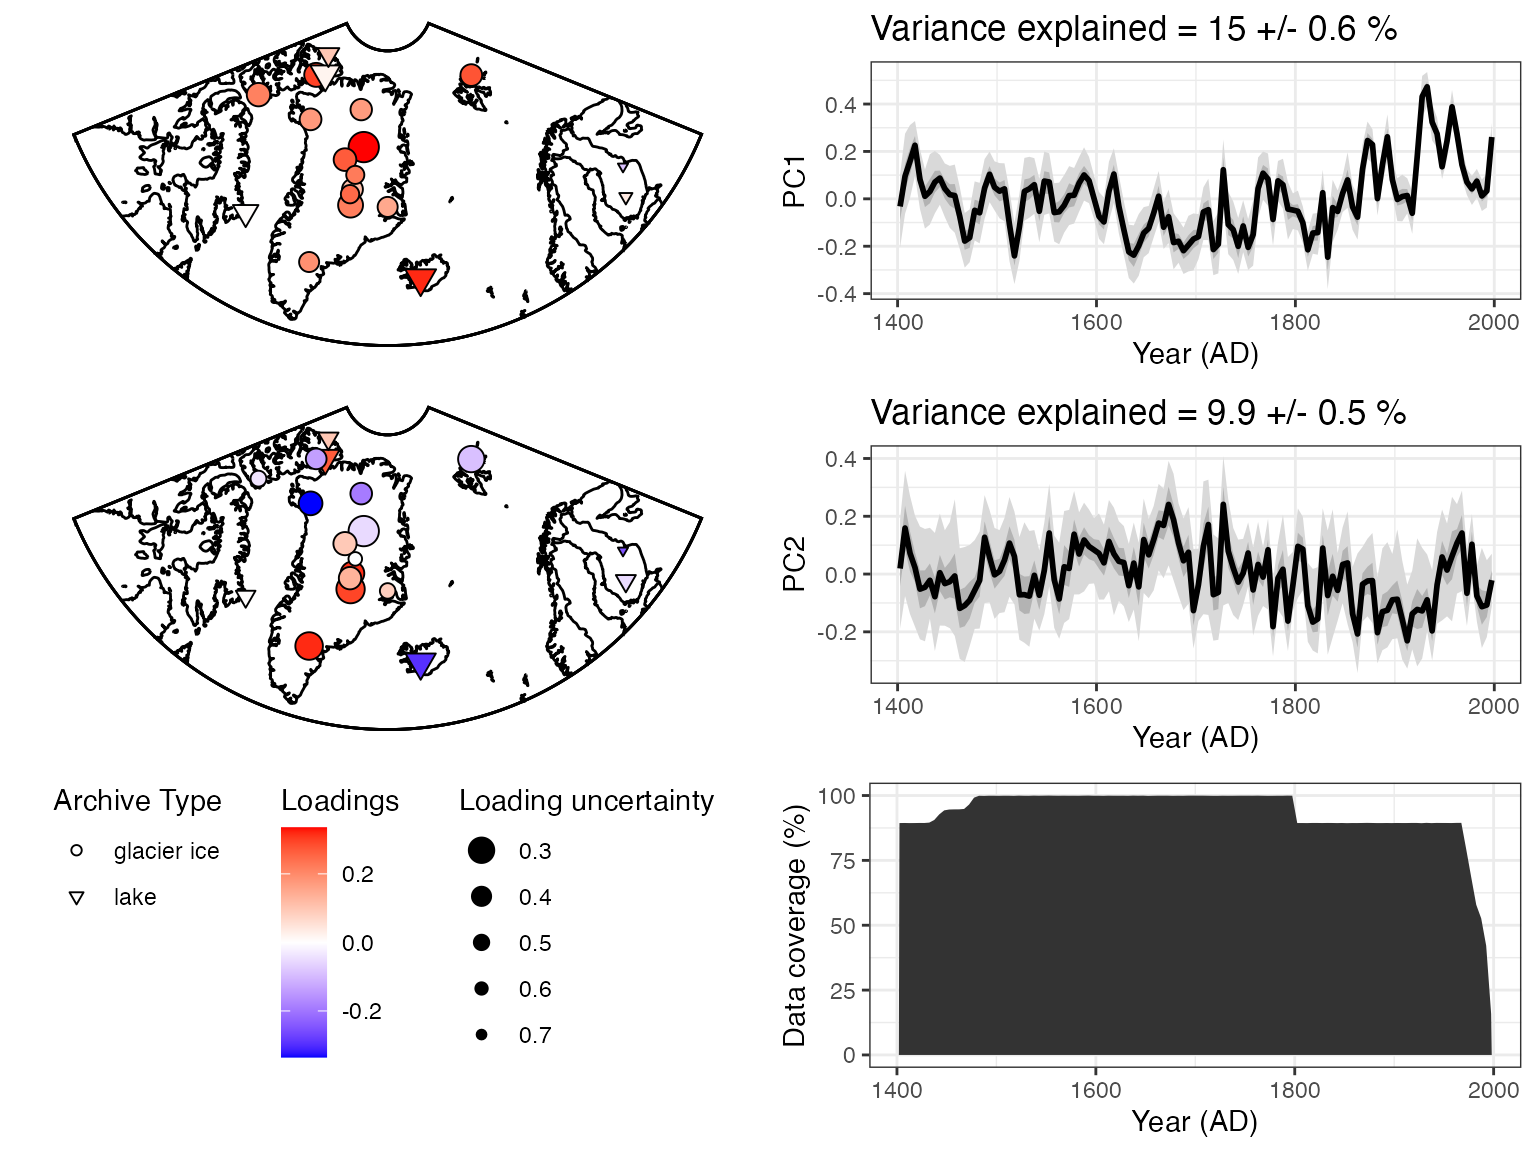 Variance explained = 15 +/- 0.6 %
PC1
0.4
0.2
0.0
-0.2
-0.4
1400 1600 1800 2000
Year (AD)
Variance explained = 9.9 +/- 0.5 %
PC2
0.4
0.2
0.0
-0.2
1400 1600 1800 2000
Year (AD)
Archive Type
glacier ice
lake
Loadings
0.2
0.0
-0.2
Loading uncertainty
0.3
0.4
0.5
0.6
0.7
Data coverage (%)
100
75
50
25
0
1400 1600 1800 2000
Year (AD)